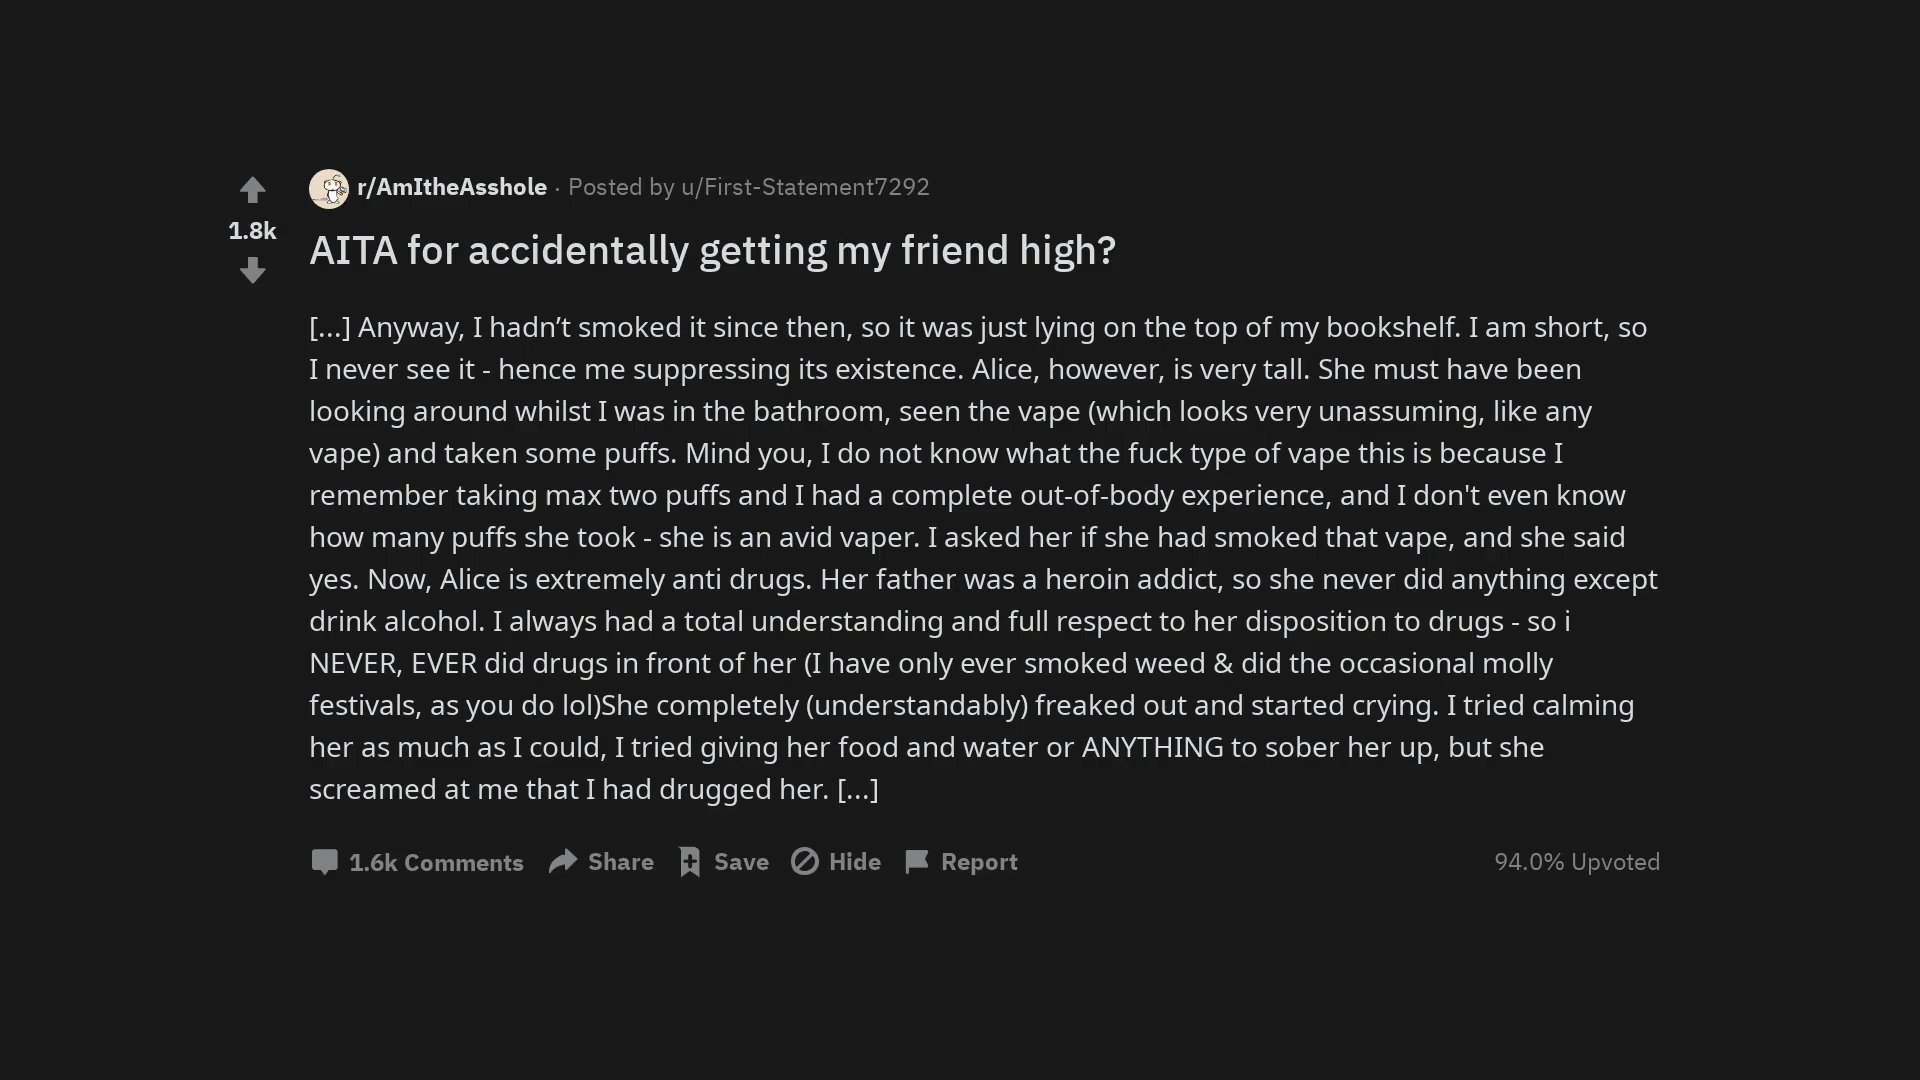 r/AmItheAsshole · Posted by u/First-Statement7292
1.8k
AITA for accidentally getting my friend high?
[...] Anyway, I hadn’t smoked it since then, so it was just lying on the top of my bookshelf. I am short, so
I never see it - hence me suppressing its existence. Alice, however, is very tall. She must have been
looking around whilst I was in the bathroom, seen the vape (which looks very unassuming, like any
vape) and taken some puffs. Mind you, I do not know what the fuck type of vape this is because I
remember taking max two puffs and I had a complete out-of-body experience, and I don't even know
how many puffs she took - she is an avid vaper. I asked her if she had smoked that vape, and she said
yes. Now, Alice is extremely anti drugs. Her father was a heroin addict, so she never did anything except
drink alcohol. I always had a total understanding and full respect to her disposition to drugs - so i
NEVER, EVER did drugs in front of her (I have only ever smoked weed & did the occasional molly
festivals, as you do lol)She completely (understandably) freaked out and started crying. I tried calming
her as much as I could, I tried giving her food and water or ANYTHING to sober her up, but she
screamed at me that I had drugged her. [...]
1.6k Comments Share Save Hide Report 94.0% Upvoted